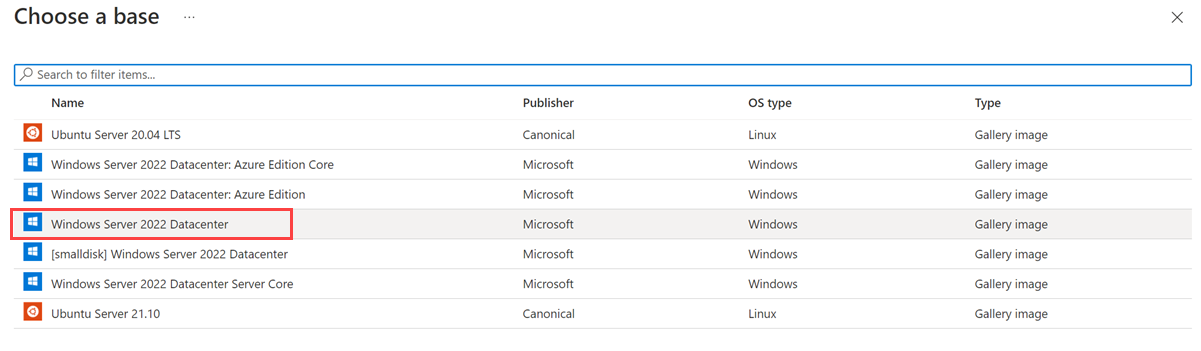 Choose a base ...
Search to filter items...
Name Publisher OS type Type
Ubuntu Server 20.04 LTS Canonical Linux Gallery image
Windows Server 2022 Datacenter: Azure Edition Core Microsoft Windows Gallery image
Windows Server 2022 Datacenter: Azure Edition Microsoft Windows Gallery image
Windows Server 2022 Datacenter Microsoft Windows Gallery image
[smalldisk] Windows Server 2022 Datacenter Microsoft Windows Gallery image
Windows Server 2022 Datacenter Server Core Microsoft Windows Gallery image
Ubuntu Server 21.10 Canonical Linux Gallery image